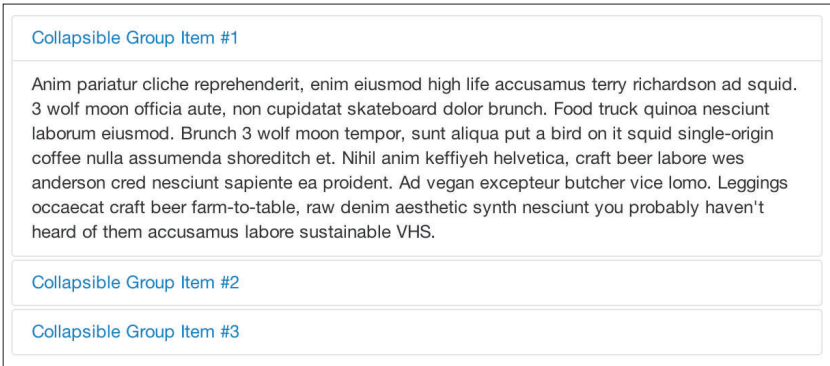 Collapsible Group Item #1
Anim pariatur cliche reprehenderit, enim eiusmod high life accusamus terry richardson ad squid.
3 wolf moon officia aute, non cupidatat skateboard dolor brunch. Food truck quinoa nesciunt
laborum eiusmod. Brunch 3 wolf moon tempor, sunt aliqua put a bird on it squid single-origin
coffee nulla assumenda shoreditch et. Nihil anim keffiyeh helvetica, craft beer labore wes
anderson cred nesciunt sapiente ea proident. Ad vegan excepteur butcher vice lomo. Leggings
occaecat craft beer farm-to-table, raw denim aesthetic synth nesciunt you probably haven't
heard of them accusamus labore sustainable VHS.
Collapsible Group Item #2
Collapsible Group Item #3